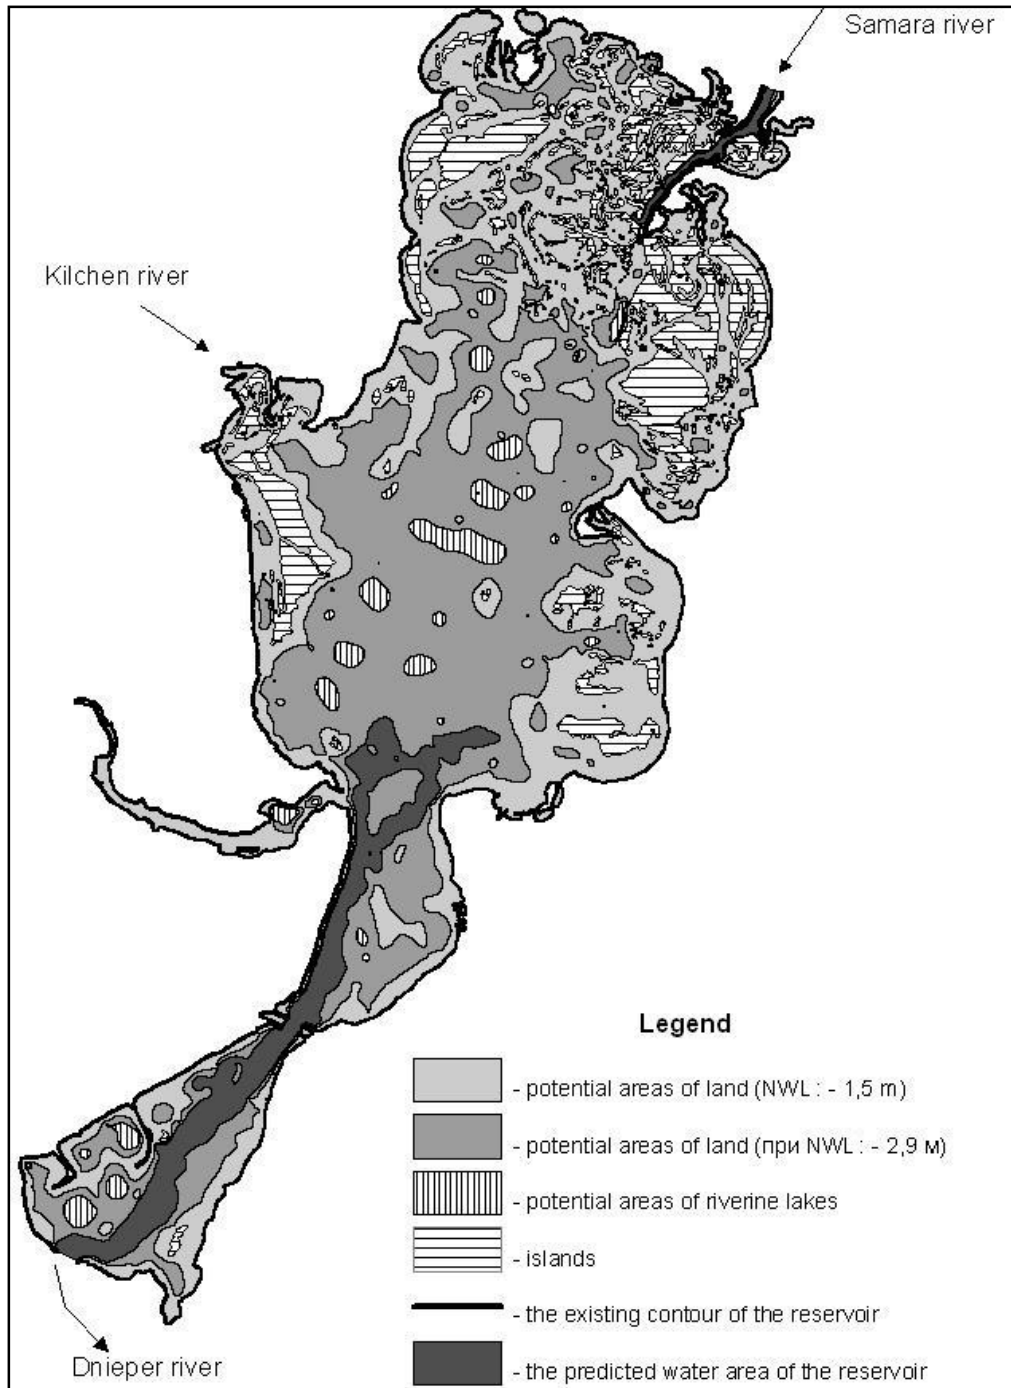 Samara river
Kilchen river
Legend
- potential areas of land (NWL : - 1,5 m)
- potential areas of land (при NWL : - 2,9 м)
- potential areas of riverine lakes
- islands
- the existing contour of the reservoir
- the predicted water area of the reservoir
Dnieper river